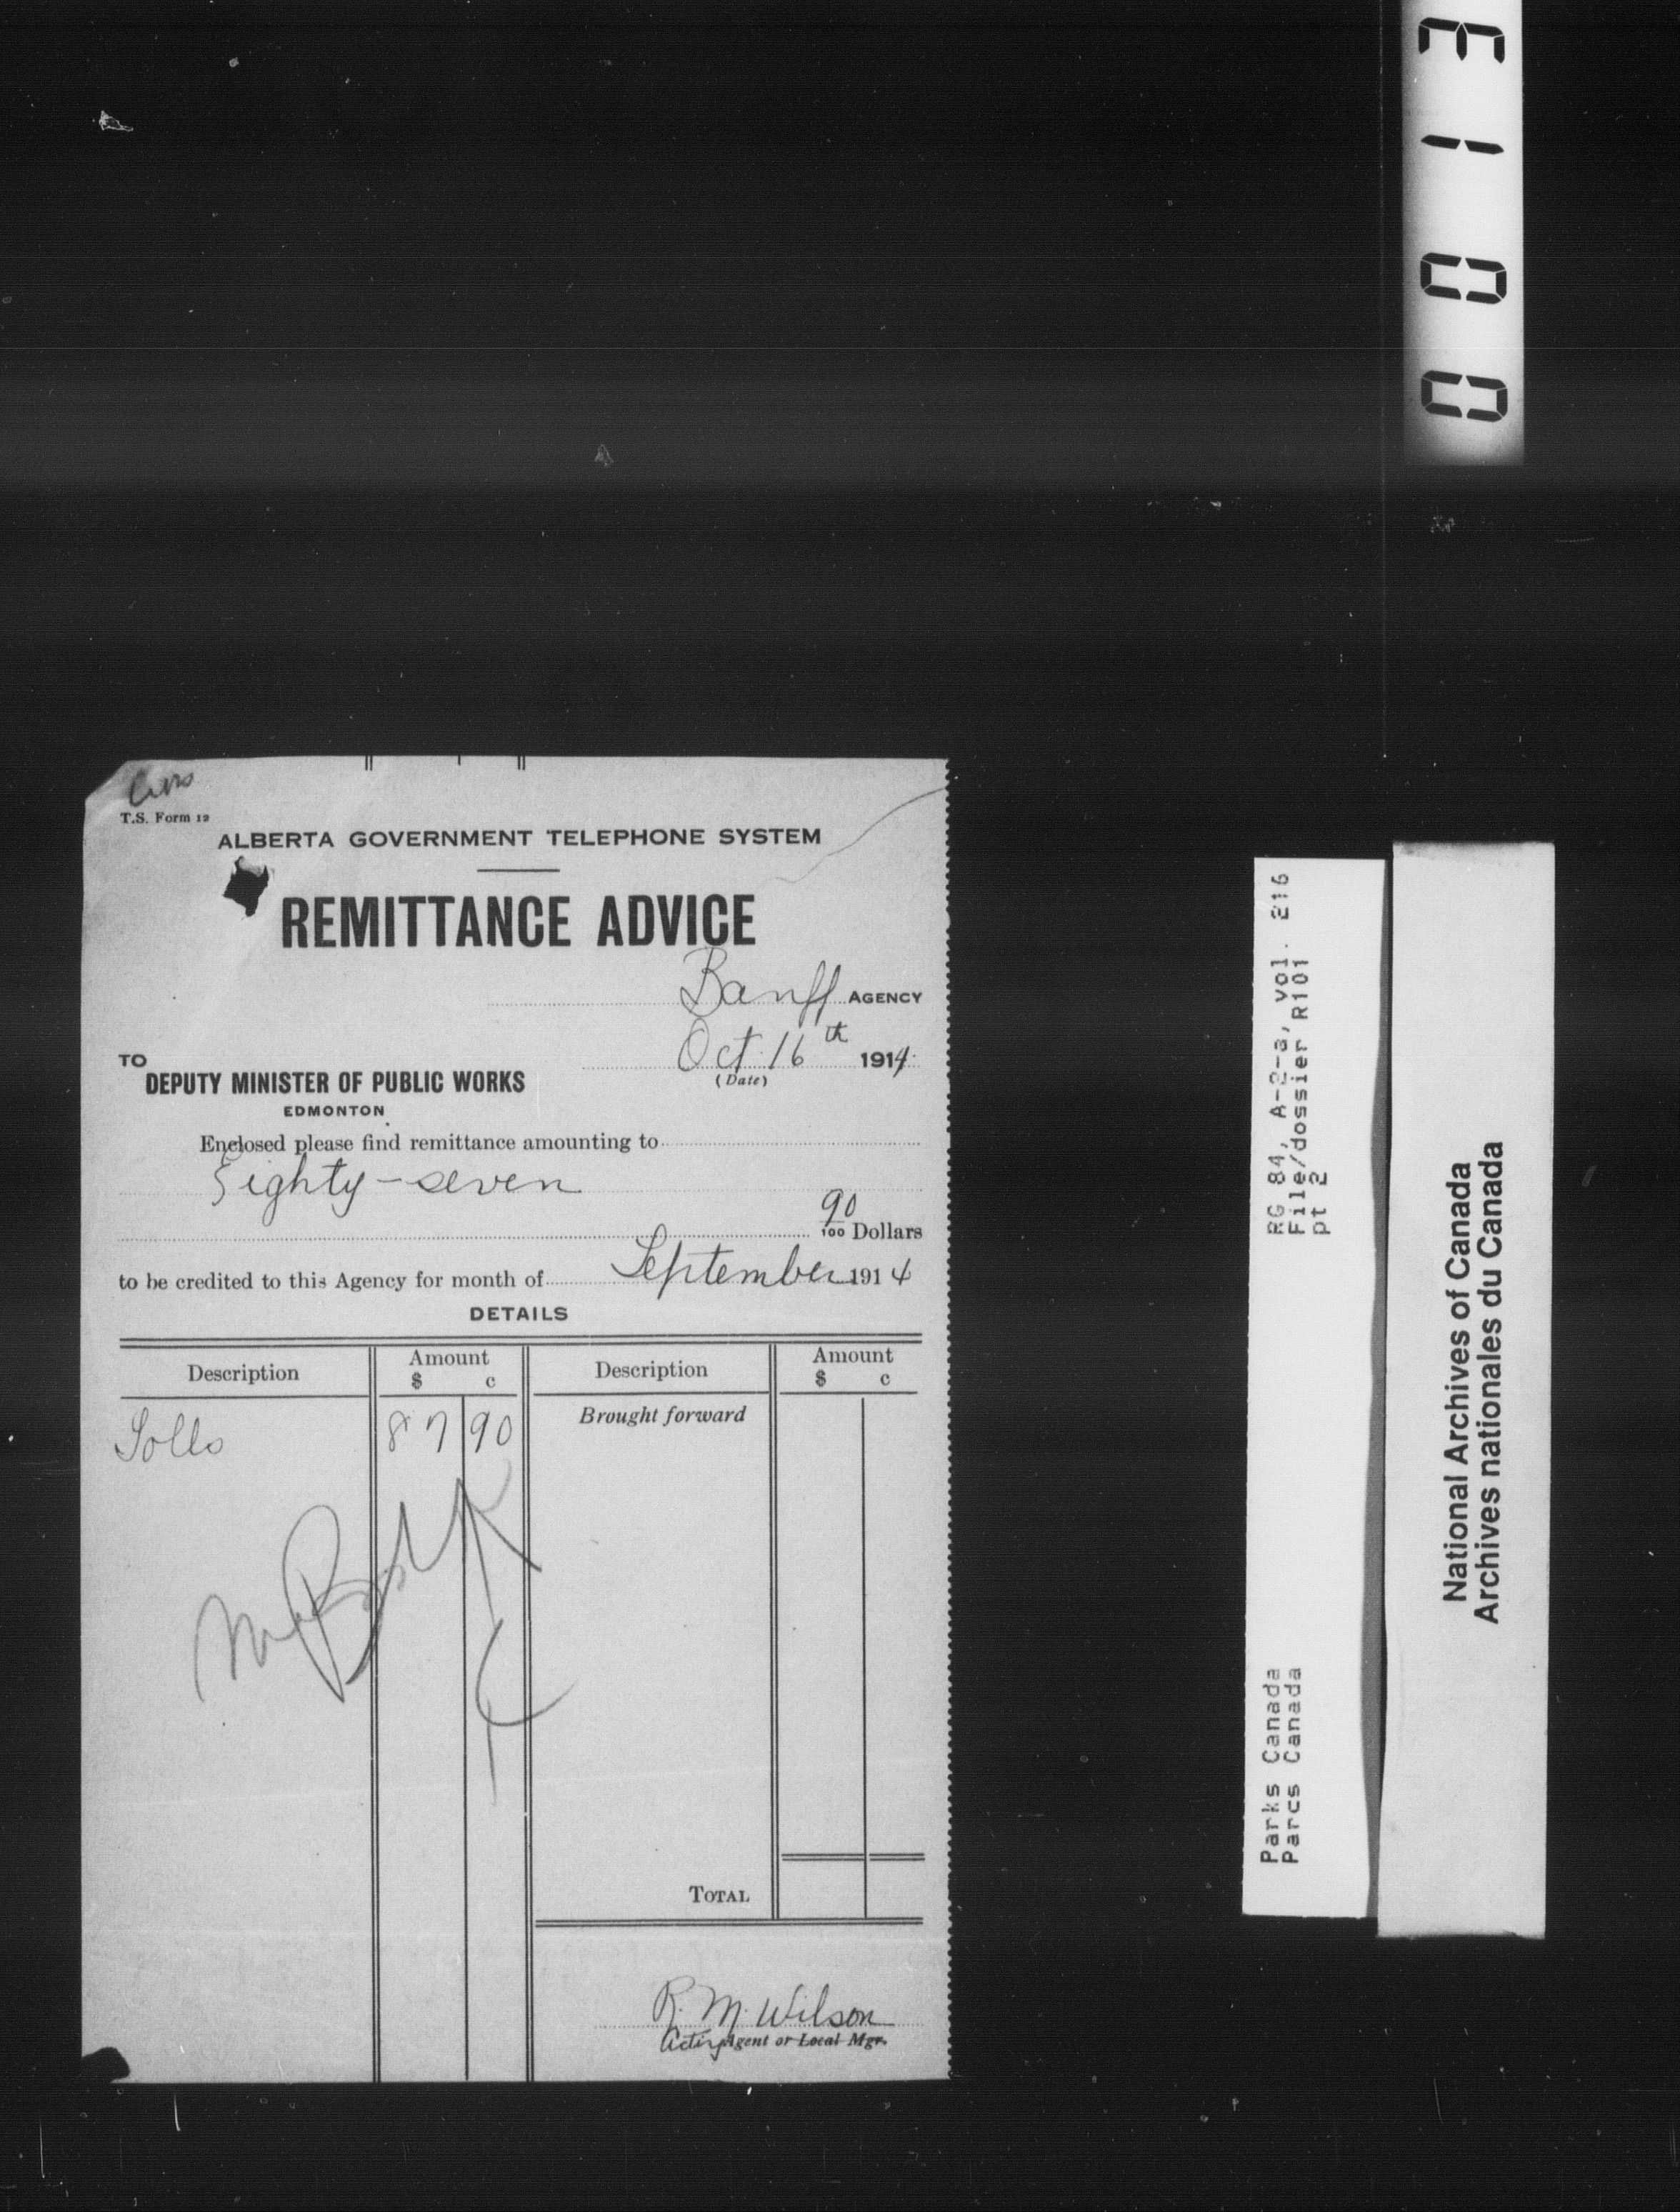 T.S. Form 12
ALBERTA GOVERNMENT TELEPHONE SYSTEM
REMITTANCE ADVICE
Banff AGENCY
Oct. 16th 1914
(Date)
TO
DEPUTY MINISTER OF PUBLIC WORKS
EDMONTON
Enclosed please find remittance amounting to
Eighty-seven
90/100 Dollars
to be credited to this Agency for month of September 1914
DETAILS
Description Amount $ c Description Amount $ c
Tolls 87 90 Brought forward
TOTAL
R. M. Wilson
Acting Agent or Local Mgr.
RG 84, A-2-a, vol. 216
File/dossier R101
pt 2
Parks Canada
Parcs Canada
National Archives of Canada
Archives nationales du Canada
0013